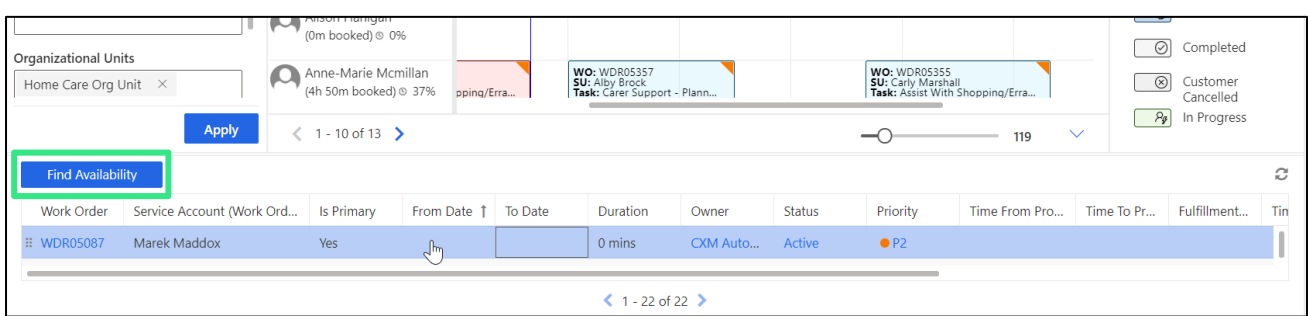 Alison Flanigan
(0m booked) 0%
Organizational Units
Home Care Org Unit ×
Apply
Anne-Marie Mcmillan
(4h 50m booked) 37%
pping/Erra...
WO: WDR05357
SU: Alby Brock
Task: Carer Support - Plann...
WO: WDR05355
SU: Carly Marshall
Task: Assist With Shopping/Erra...
Completed
Customer
Cancelled
In Progress
1 - 10 of 13
119
Find Availability
Work Order Service Account (Work Ord... Is Primary From Date ↑ To Date Duration Owner Status Priority Time From Pro... Time To Pr... Fulfillment... Tim
WDR05087 Marek Maddox Yes 0 mins CXM Auto... Active P2
1 - 22 of 22